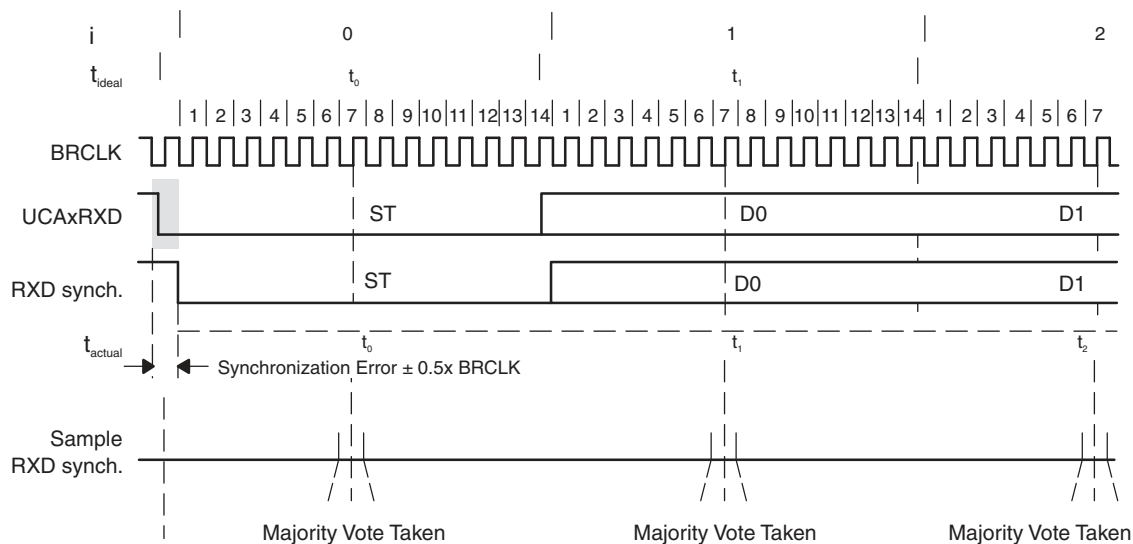 i 0 1 2
tideal t0 t1
1 2 3 4 5 6 7 8 9 10 11 12 13 14 1 2 3 4 5 6 7 8 9 10 11 12 13 14 1 2 3 4 5 6 7
BRCLK
UCAxRXD ST D0 D1
RXD synch. ST D0 D1
tactual t0 t1 t2
Synchronization Error ± 0.5x BRCLK
Sample
RXD synch.
Majority Vote Taken Majority Vote Taken Majority Vote Taken